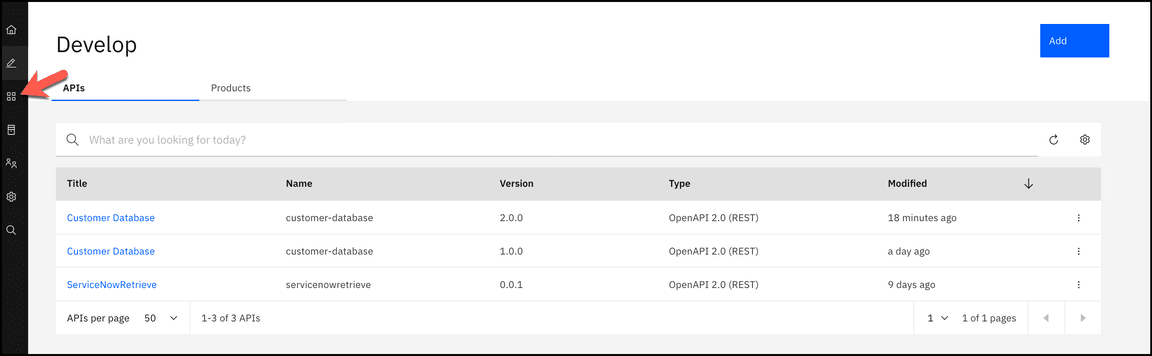 Develop
Add
APIs Products
What are you looking for today?
Title Name Version Type Modified
Customer Database customer-database 2.0.0 OpenAPI 2.0 (REST) 18 minutes ago
Customer Database customer-database 1.0.0 OpenAPI 2.0 (REST) a day ago
ServiceNowRetrieve servicenowretrieve 0.0.1 OpenAPI 2.0 (REST) 9 days ago
APIs per page 50 1-3 of 3 APIs 1 1 of 1 pages